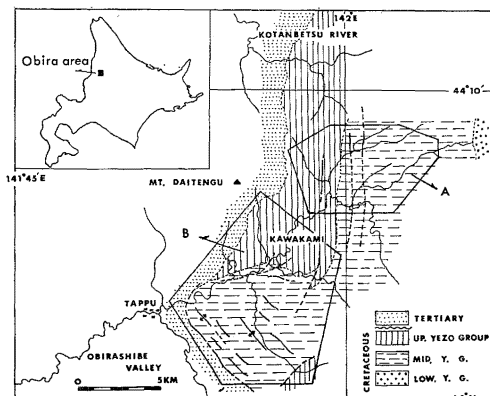 142°E
KOTANBETSU RIVER
Obira area
44°10'
141°45'E
MT. DAITENGU
A
B
KAWAKAMI
TAPPU
OBIRASHIBE
VALLEY
5KM
CRETACEOUS
TERTIARY
UP. YEZO GROUP
MID. Y. G.
LOW. Y. G.